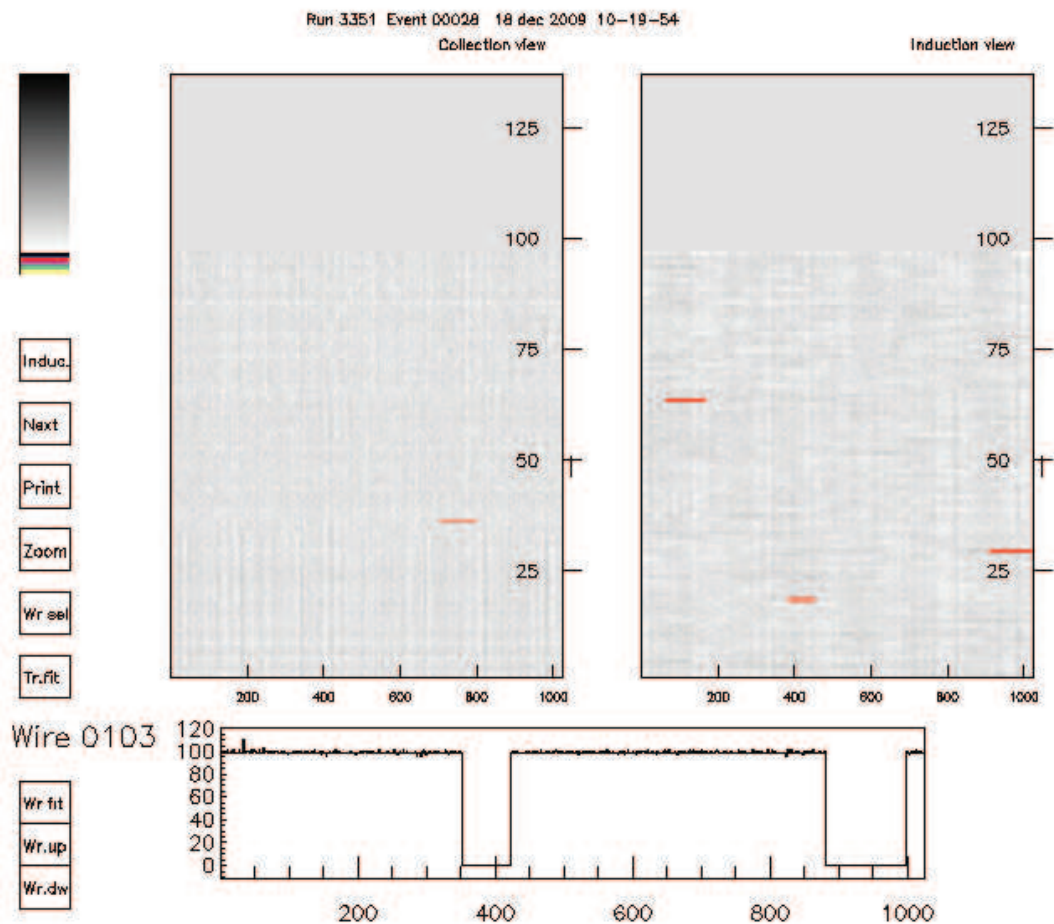 Run 3351 Event 00028 18 dec 2009 10-19-54
Collection view
Induction view
125
100
75
50
25
200 400 600 800 1000
125
100
75
50
25
200 400 600 800 1000
Induc.
Next
Print
Zoom
Wr sel
Tr.fit
Wire 0103
120
100
80
60
40
20
0
200 400 600 800 1000
Wr fit
Wr.up
Wr.dw